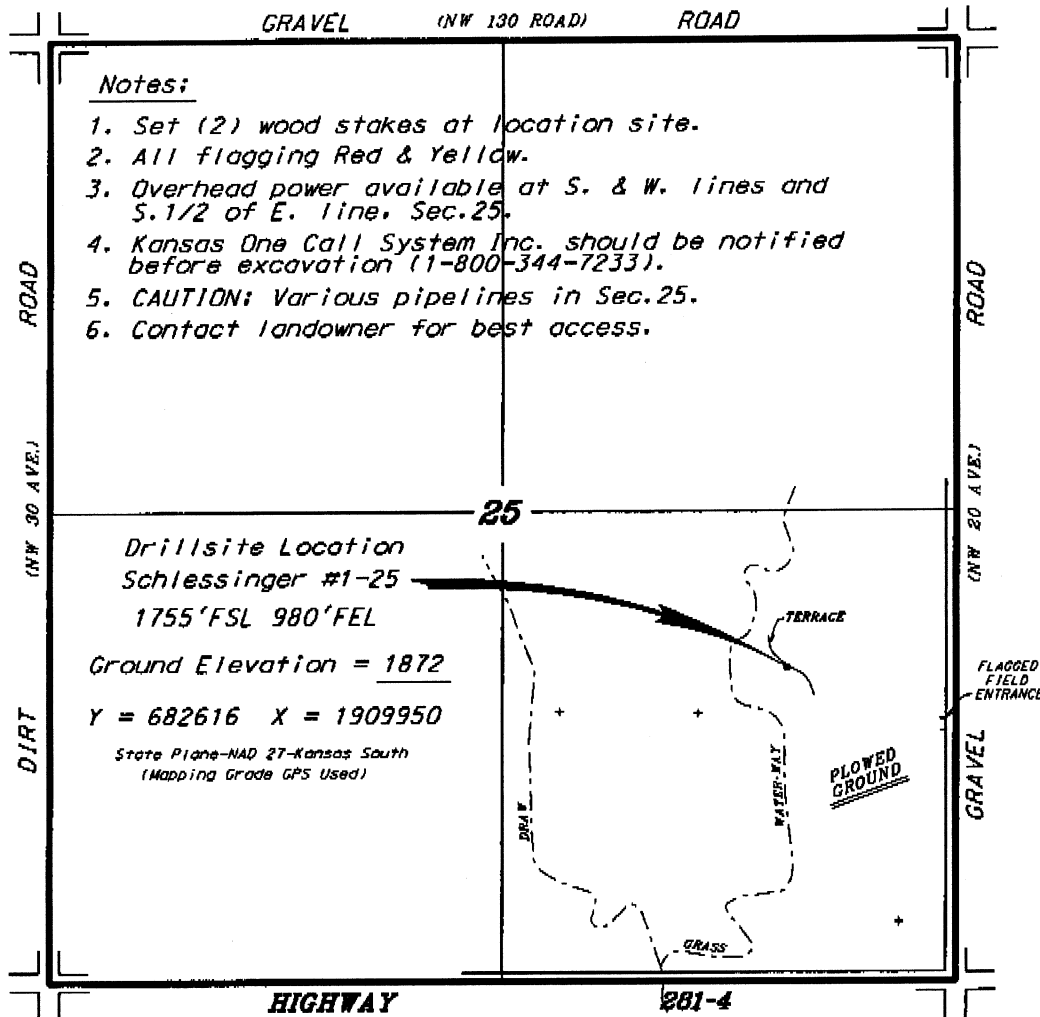 GRAVEL (NW 130 ROAD) ROAD
Notes:
1. Set (2) wood stakes at location site.
2. All flagging Red & Yellow.
3. Overhead power available at S. & W. lines and
S.1/2 of E. line, Sec.25.
4. Kansas One Call System Inc. should be notified
before excavation (1-800-344-7233).
5. CAUTION: Various pipelines in Sec.25.
6. Contact landowner for best access.
ROAD
(NW 30 AVE.)
DIRT
ROAD
(NW 20 AVE.)
GRAVEL
25
Drillsite Location
Schlessinger #1-25
1755'FSL 980'FEL
Ground Elevation = 1872
Y = 682616 X = 1909950
State Plane-NAD 27-Kansas South
(Mapping Grade GPS Used)
TERRACE
FLAGGED
FIELD
ENTRANCE
PLOWED
GROUND
DRAW
WATER-WAY
GRASS
HIGHWAY 281-4